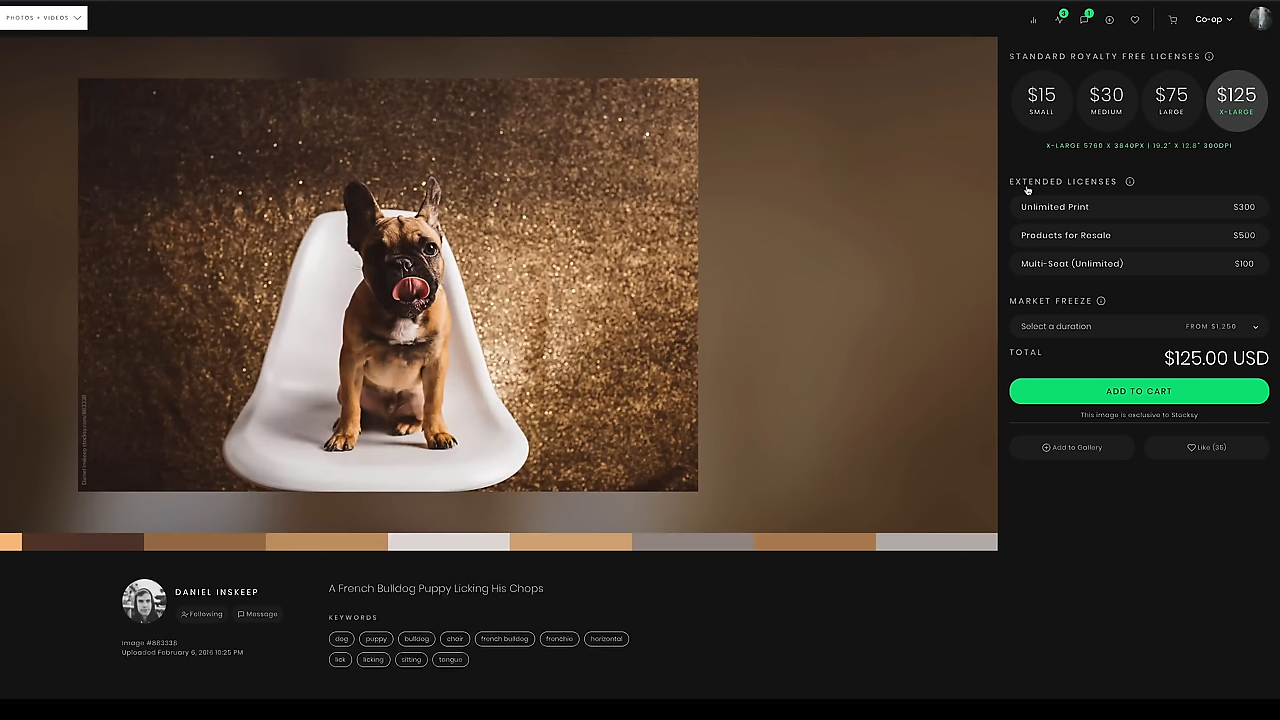 PHOTOS + VIDEOS
3
1
Co-op
STANDARD ROYALTY FREE LICENSES
$15
SMALL
$30
MEDIUM
$75
LARGE
$125
X-LARGE
X-LARGE 5760 X 3840PX | 19.2" X 12.8" 300DPI
EXTENDED LICENSES
Unlimited Print $300
Products for Resale $500
Multi-Seat (Unlimited) $100
MARKET FREEZE
Select a duration FROM $1,250
TOTAL $125.00 USD
ADD TO CART
This image is exclusive to Stocksy
Add to Gallery Like (35)
DANIEL INSKEEP
Following Message
Image #883338
Uploaded February 6, 2016 10:25 PM
A French Bulldog Puppy Licking His Chops
KEYWORDS
dog puppy bulldog chair french bulldog frenchie horizontal
lick licking sitting tongue